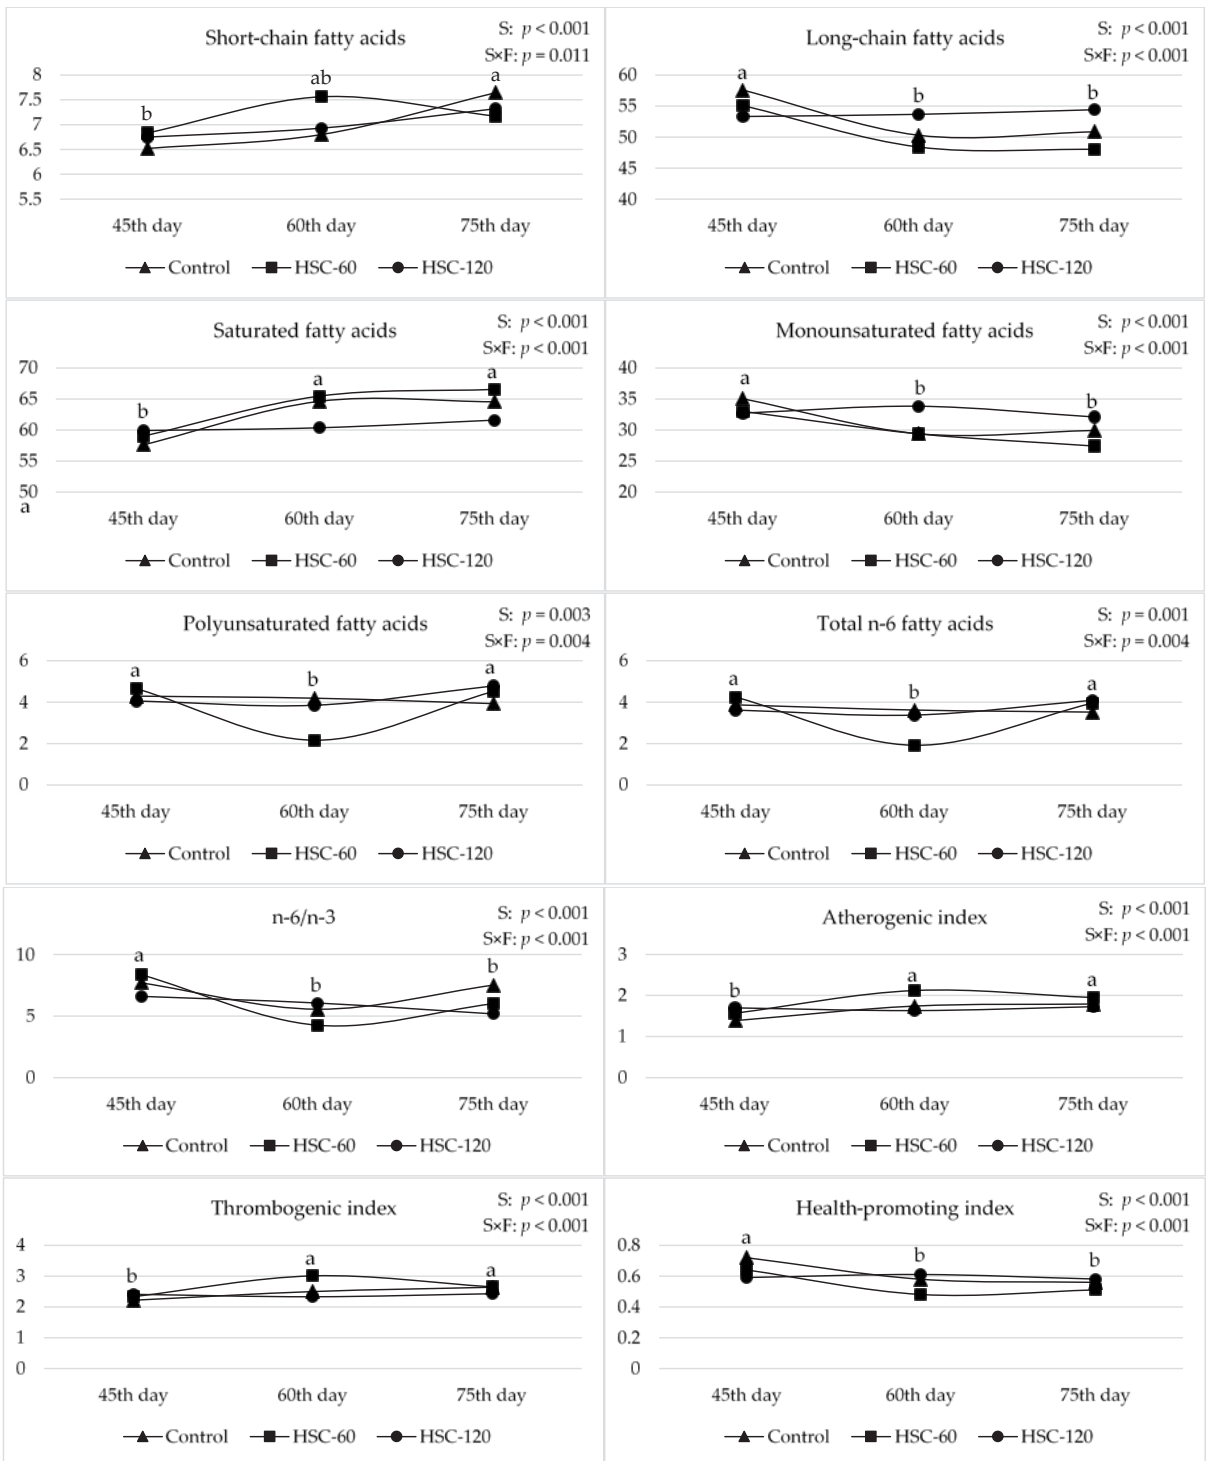 Short-chain fatty acids
S: p < 0.001
S×F: p = 0.011
8
7.5
7
6.5
6
5.5
b
ab
a
45th day 60th day 75th day
Control HSC-60 HSC-120
Long-chain fatty acids
S: p < 0.001
S×F: p < 0.001
60
55
50
45
40
a
b
b
45th day 60th day 75th day
Control HSC-60 HSC-120
Saturated fatty acids
S: p < 0.001
S×F: p < 0.001
70
65
60
55
50
a
b
a
a
45th day 60th day 75th day
Control HSC-60 HSC-120
Monounsaturated fatty acids
S: p < 0.001
S×F: p < 0.001
40
35
30
25
20
a
b
b
45th day 60th day 75th day
Control HSC-60 HSC-120
Polyunsaturated fatty acids
S: p = 0.003
S×F: p = 0.004
6
4
2
0
a
b
a
45th day 60th day 75th day
Control HSC-60 HSC-120
Total n-6 fatty acids
S: p = 0.001
S×F: p = 0.004
6
4
2
0
a
b
a
45th day 60th day 75th day
Control HSC-60 HSC-120
n-6/n-3
S: p < 0.001
S×F: p < 0.001
10
5
0
a
b
b
45th day 60th day 75th day
Control HSC-60 HSC-120
Atherogenic index
S: p < 0.001
S×F: p < 0.001
3
2
1
0
b
a
a
45th day 60th day 75th day
Control HSC-60 HSC-120
Thrombogenic index
S: p < 0.001
S×F: p < 0.001
4
3
2
1
0
b
a
a
45th day 60th day 75th day
Control HSC-60 HSC-120
Health-promoting index
S: p < 0.001
S×F: p < 0.001
0.8
0.6
0.4
0.2
0
a
b
b
45th day 60th day 75th day
Control HSC-60 HSC-120